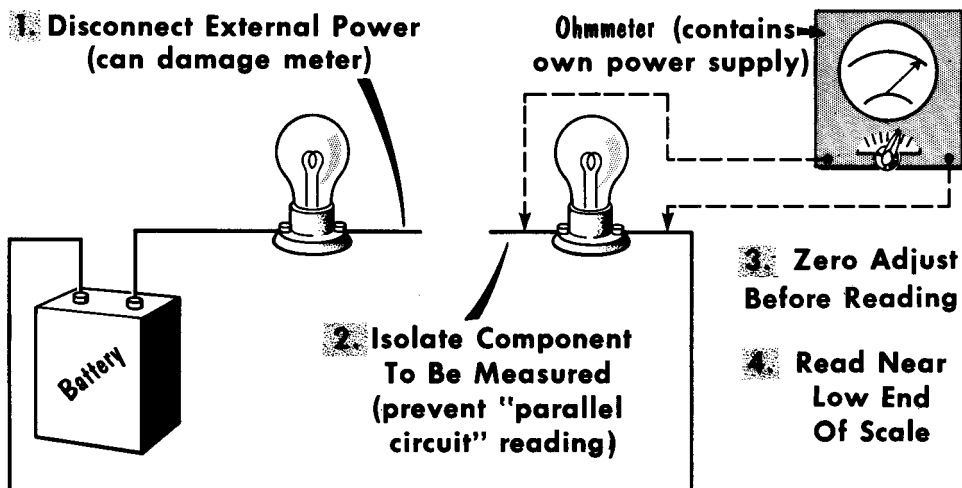 1. Disconnect External Power
(can damage meter)
Ohmmeter (contains
own power supply)
Battery
2. Isolate Component
To Be Measured
(prevent "parallel
circuit" reading)
3. Zero Adjust
Before Reading
4. Read Near
Low End
Of Scale